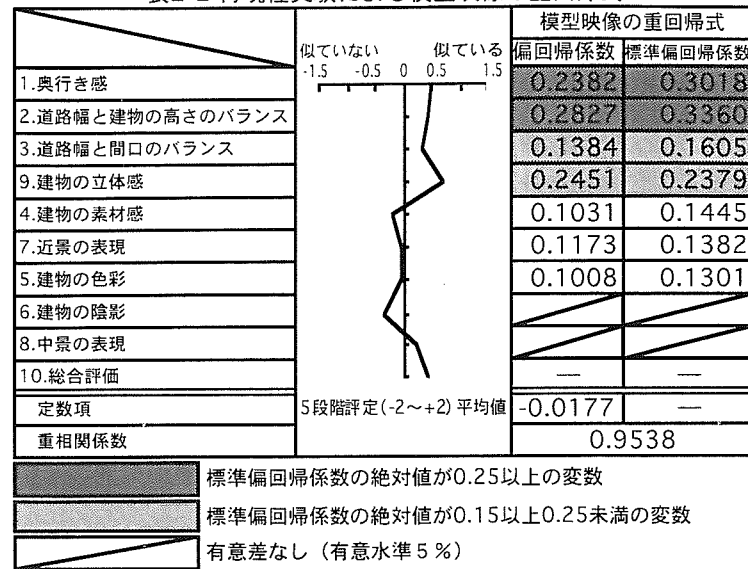 模型映像の重回帰式
似ていない 似ている 偏回帰係数 標準偏回帰係数
-1.5 -0.5 0 0.5 1.5
1.奥行き感 0.2382 0.3018
2.道路幅と建物の高さのバランス 0.2827 0.3360
3.道路幅と間口のバランス 0.1384 0.1605
9.建物の立体感 0.2451 0.2379
4.建物の素材感 0.1031 0.1445
7.近景の表現 0.1173 0.1382
5.建物の色彩 0.1008 0.1301
6.建物の陰影
8.中景の表現
10.総合評価 — —
定数項 5段階評定(-2～+2)平均値 -0.0177 —
重相関係数 0.9538
標準偏回帰係数の絶対値が0.25以上の変数
標準偏回帰係数の絶対値が0.15以上0.25未満の変数
有意差なし（有意水準5％）